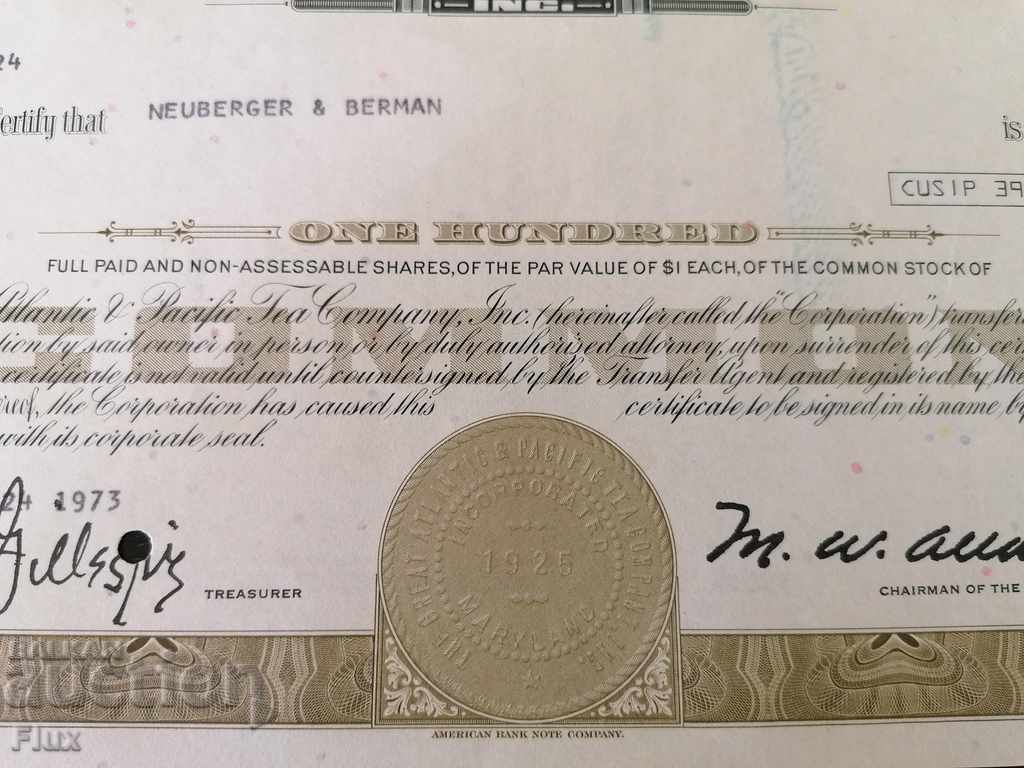 INC.
24
ertify that NEUBERGER & BERMAN is
CUSIP 39
ONE HUNDRED
FULL PAID AND NON-ASSESSABLE SHARES, OF THE PAR VALUE OF $1 EACH, OF THE COMMON STOCK OF
Atlantic & Pacific Tea Company, Inc. (hereinafter called the "Corporation") transfer
tion by said owner in person or by duly authorized attorney, upon surrender of this cer
certificate is not valid until countersigned by the Transfer Agent and registered by the
reof, the Corporation has caused this certificate to be signed in its name by
with its corporate seal.
COMMON
24 1973
TREASURER
THE GREAT ATLANTIC & PACIFIC TEA COMPANY, INC.
INCORPORATED
1925
MARYLAND
M. W.
CHAIRMAN OF THE
AMERICAN BANK NOTE COMPANY.
БАЛКАН
auction
Flux